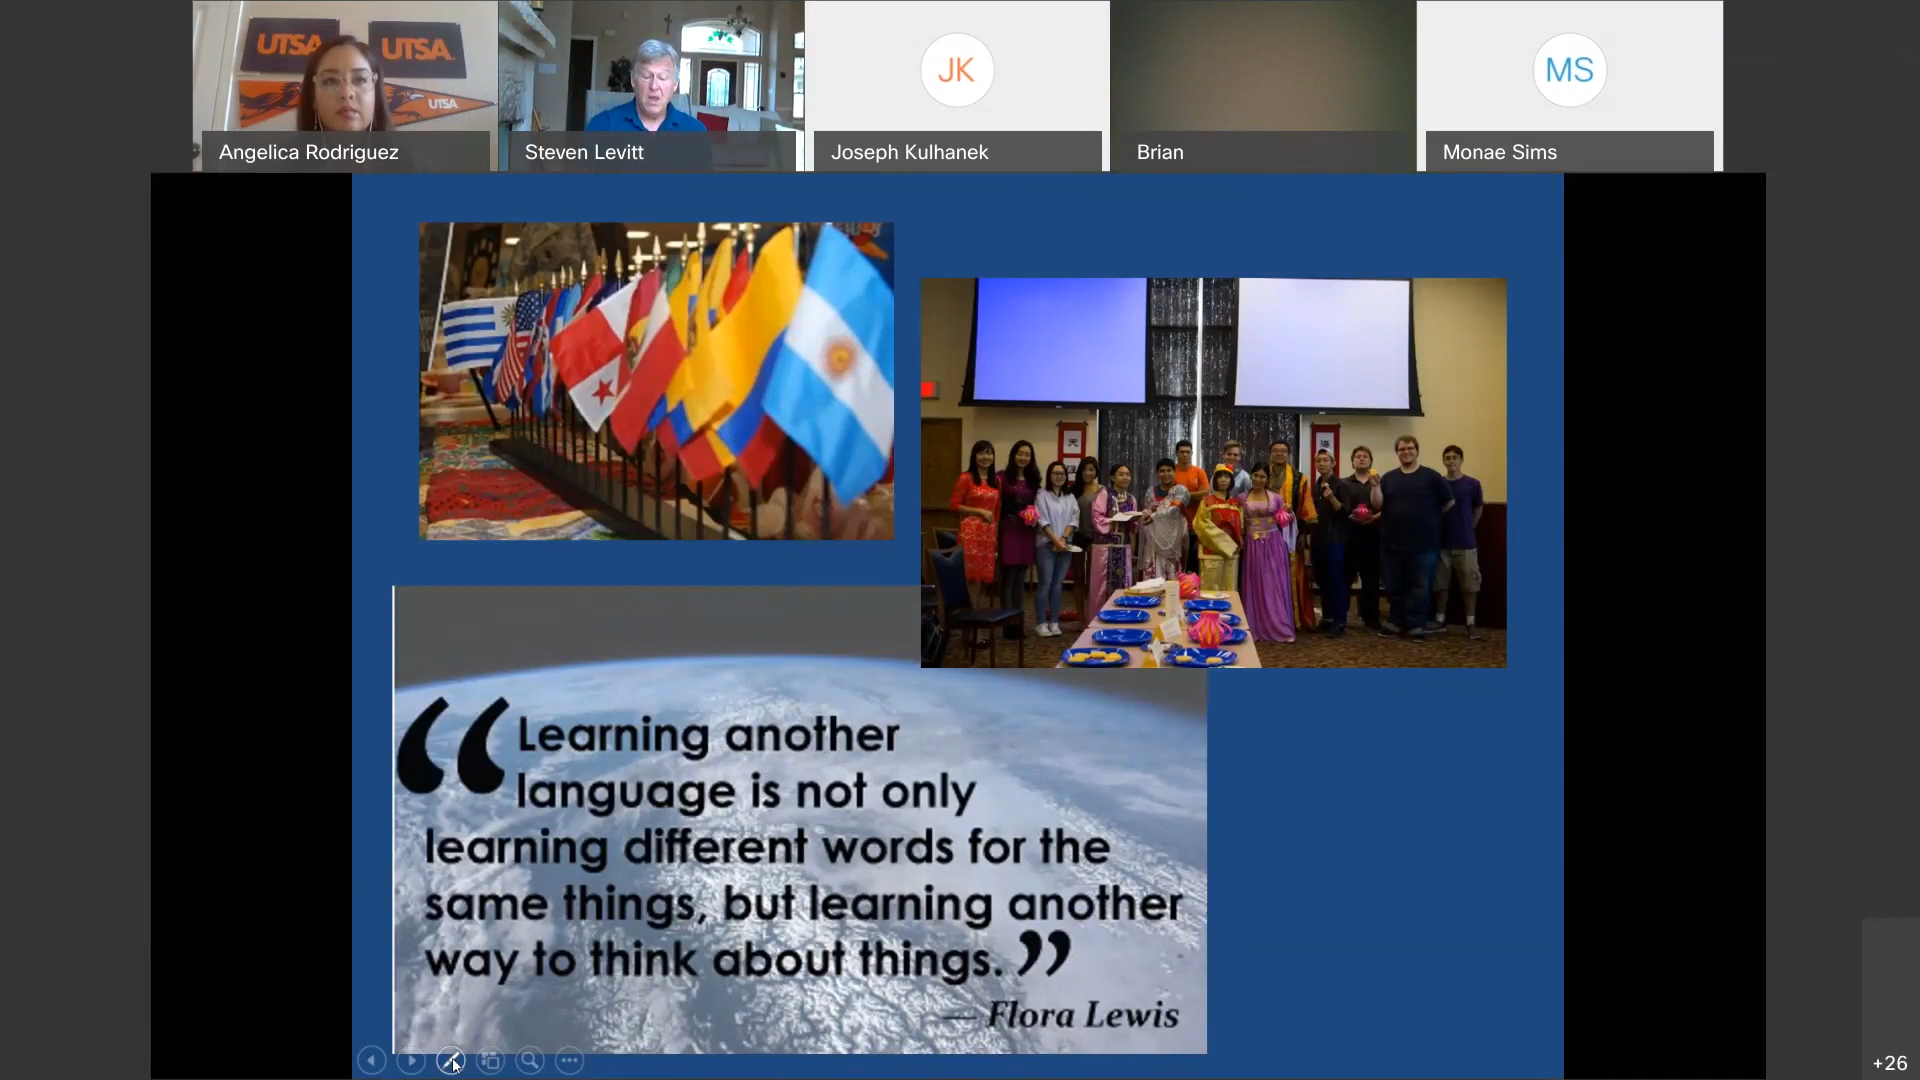 UTSA
UTSA
UTSA
JK
MS
Angelica Rodriguez
Steven Levitt
Joseph Kulhanek
Brian
Monae Sims
天
海
“Learning another
language is not only
learning different words for the
same things, but learning another
way to think about things.”
— Flora Lewis
+26